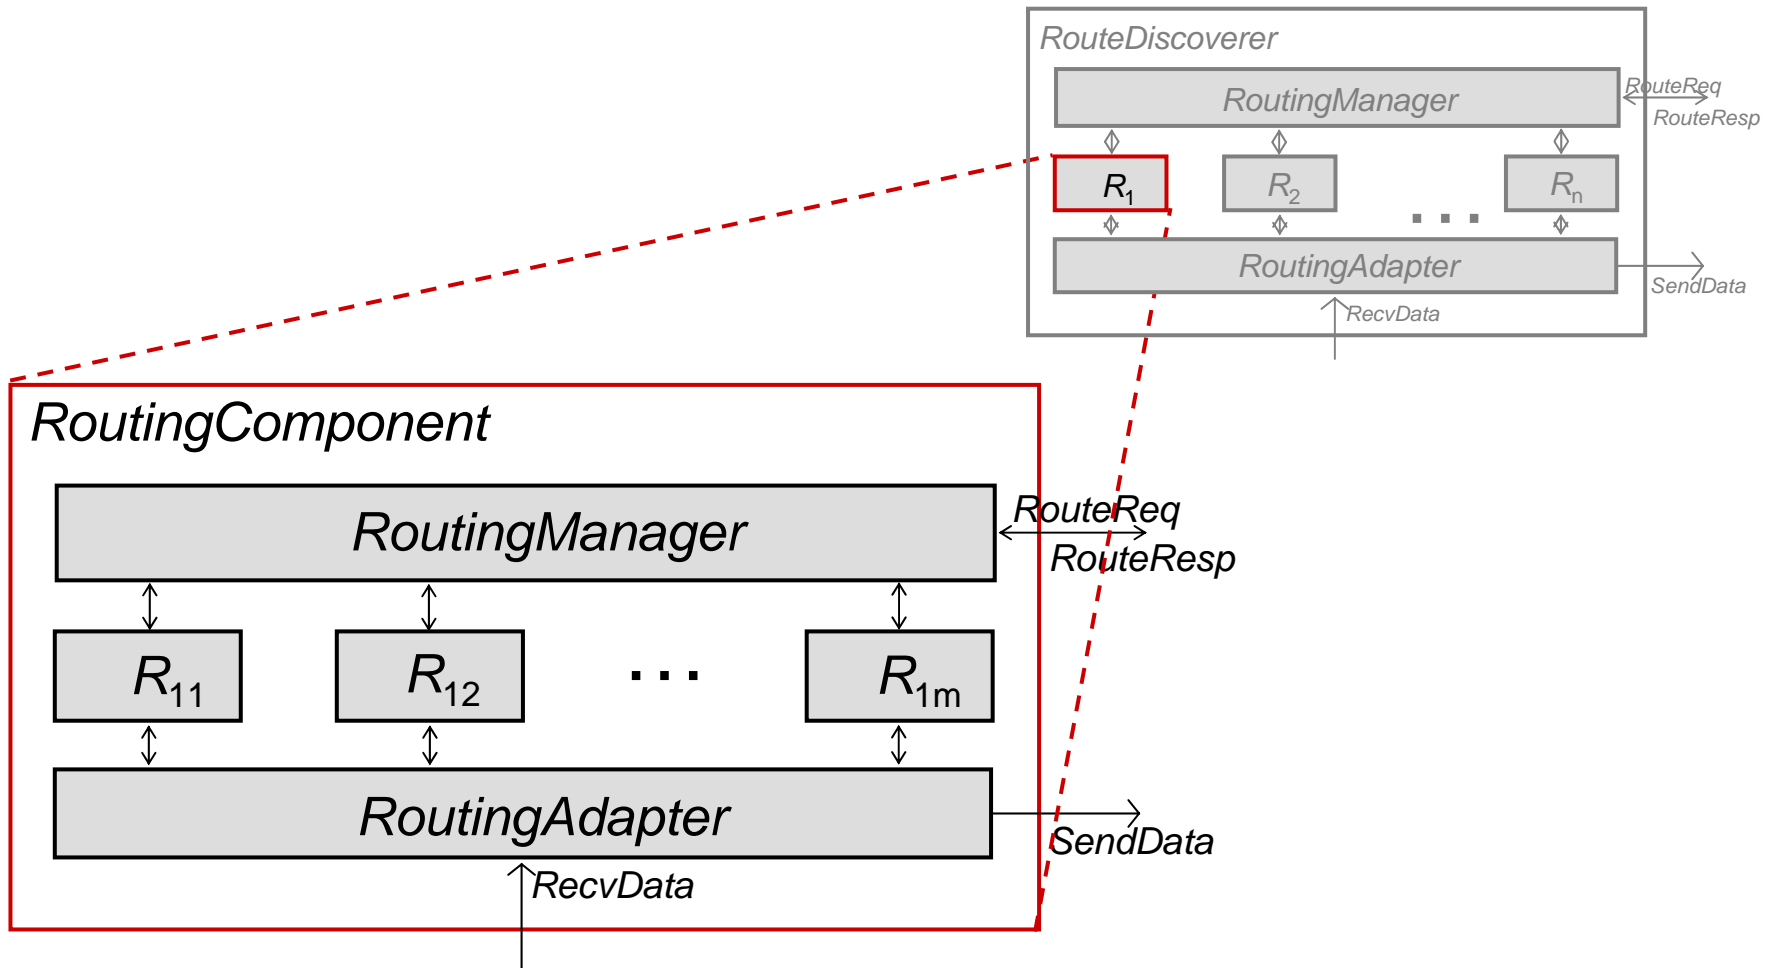 RouteDiscoverer
RoutingManager
RouteReq
RouteResp
R1
R2
...
Rn
RoutingAdapter
SendData
RecvData
RoutingComponent
RoutingManager
RouteReq
RouteResp
R11
R12
...
R1m
RoutingAdapter
SendData
RecvData